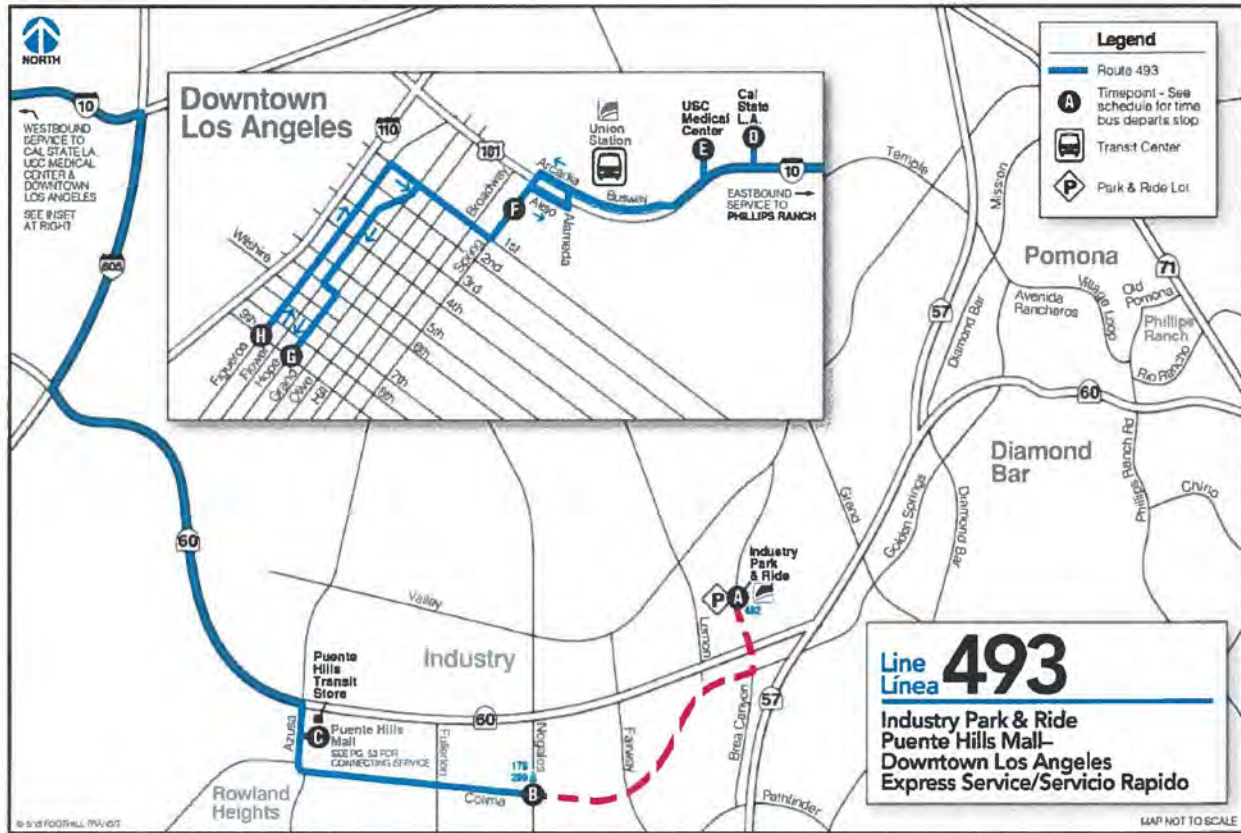 NORTH
10
WESTBOUND
SERVICE TO
CAL STATE LA,
USC MEDICAL
CENTER &
DOWNTOWN
LOS ANGELES
SEE INSET
AT RIGHT
605
60
Downtown
Los Angeles
110
101
Union
Station
USC
Medical
Center
E
Cal
State
L.A.
D
10
Busway
EASTBOUND
SERVICE TO
PHILLIPS RANCH
Arcadia
Aliso
Alameda
Broadway
Spring
F
1st
2nd
3rd
4th
5th
6th
7th
8th
9th
Wilshire
H
G
Figueroa
Flower
Hope
Grand
Olive
Hill
Legend
Route 493
A
Timepoint - See
schedule for time
bus departs stop
Transit Center
P
Park & Ride Lot
Temple
Mission
Pomona
71
57
Diamond Bar
Avenida
Rancheros
Village Loop
Old
Pomona
Phillips
Ranch
Rio Rancho
60
Diamond
Bar
Phillips Ranch Rd
Chino
Grand
Golden Springs
Diamond Bar
Industry
Park
& Ride
P
A
482
Lemon
Valley
Industry
Puente
Hills
Transit
Store
C
Puente Hills
Mall
SEE PG. 53 FOR
CONNECTING SERVICE
Azusa
Fullerton
60
Nogales
Fairway
Brea Canyon
57
178
289
B
Colima
Rowland
Heights
Pathfinder
Line
Línea
493
Industry Park & Ride
Puente Hills Mall–
Downtown Los Angeles
Express Service/Servicio Rapido
FOOTHILL TRANSIT
MAP NOT TO SCALE